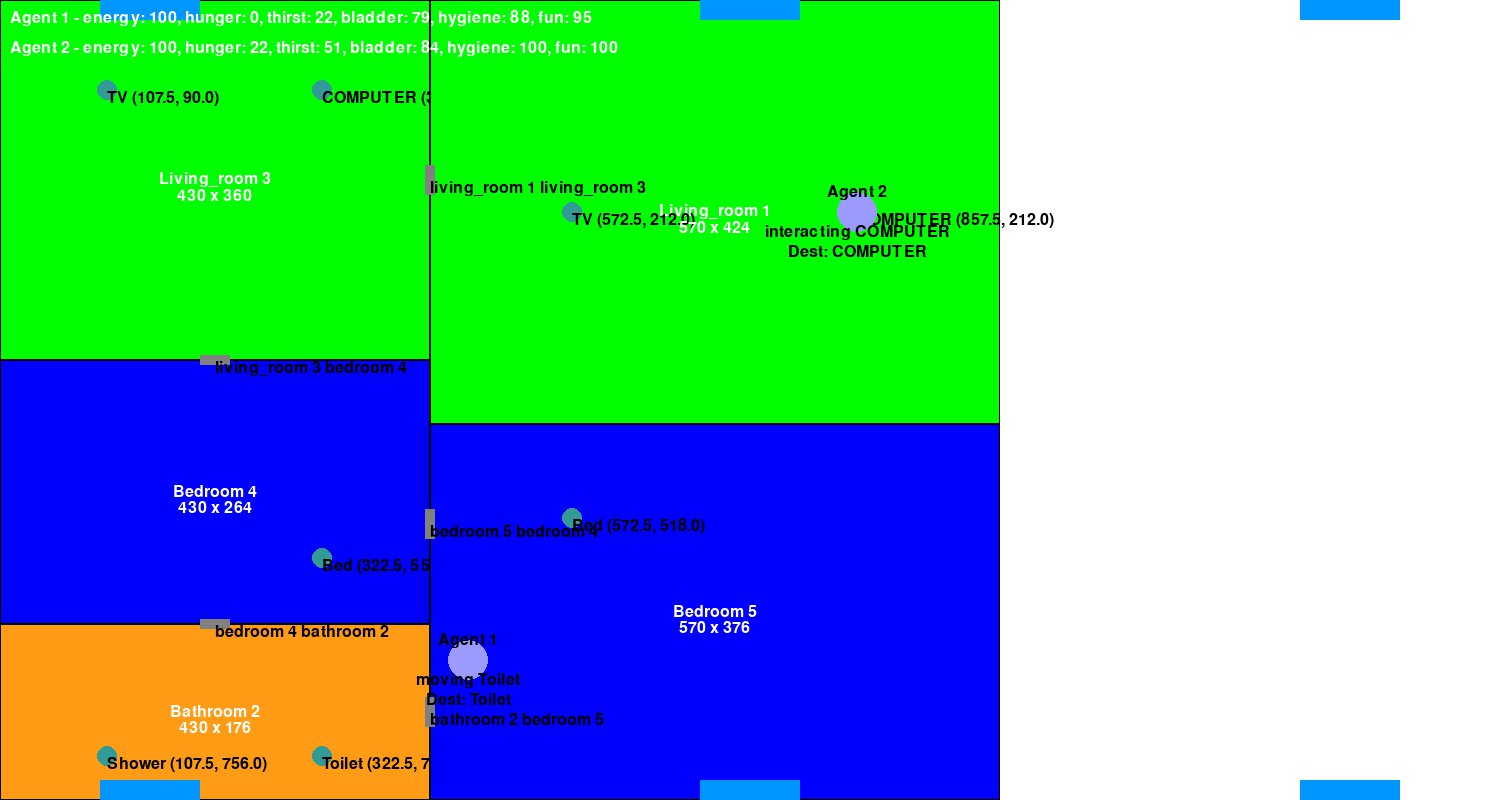 Agent 1 - energy: 100, hunger: 0, thirst: 22, bladder: 79, hygiene: 88, fun: 95
Agent 2 - energy: 100, hunger: 22, thirst: 51, bladder: 84, hygiene: 100, fun: 100
TV (107.5, 90.0)
COMPUTER (3
Living_room 3
430 x 360
living_room 1 living_room 3
Agent 2
Living_room 1
570 x 424
TV (572.5, 212.0)
OMPUTER (857.5, 212.0)
interacting COMPUTER
Dest: COMPUTER
living_room 3 bedroom 4
Bedroom 4
430 x 264
bedroom 5 bedroom 4
Bed (572.5, 518.0)
Bed (322.5, 55
Bedroom 5
570 x 376
bedroom 4 bathroom 2
Agent 1
moving Toilet
Dest: Toilet
bathroom 2 bedroom 5
Bathroom 2
430 x 176
Shower (107.5, 756.0)
Toilet (322.5, 7